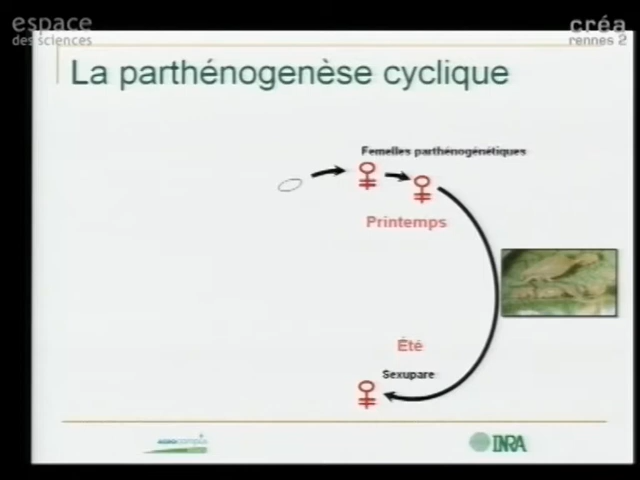 espace
des sciences
créa
rennes 2
La parthénogenèse cyclique
Femelles parthénogénétiques
Printemps
Été
Sexupare
INRA